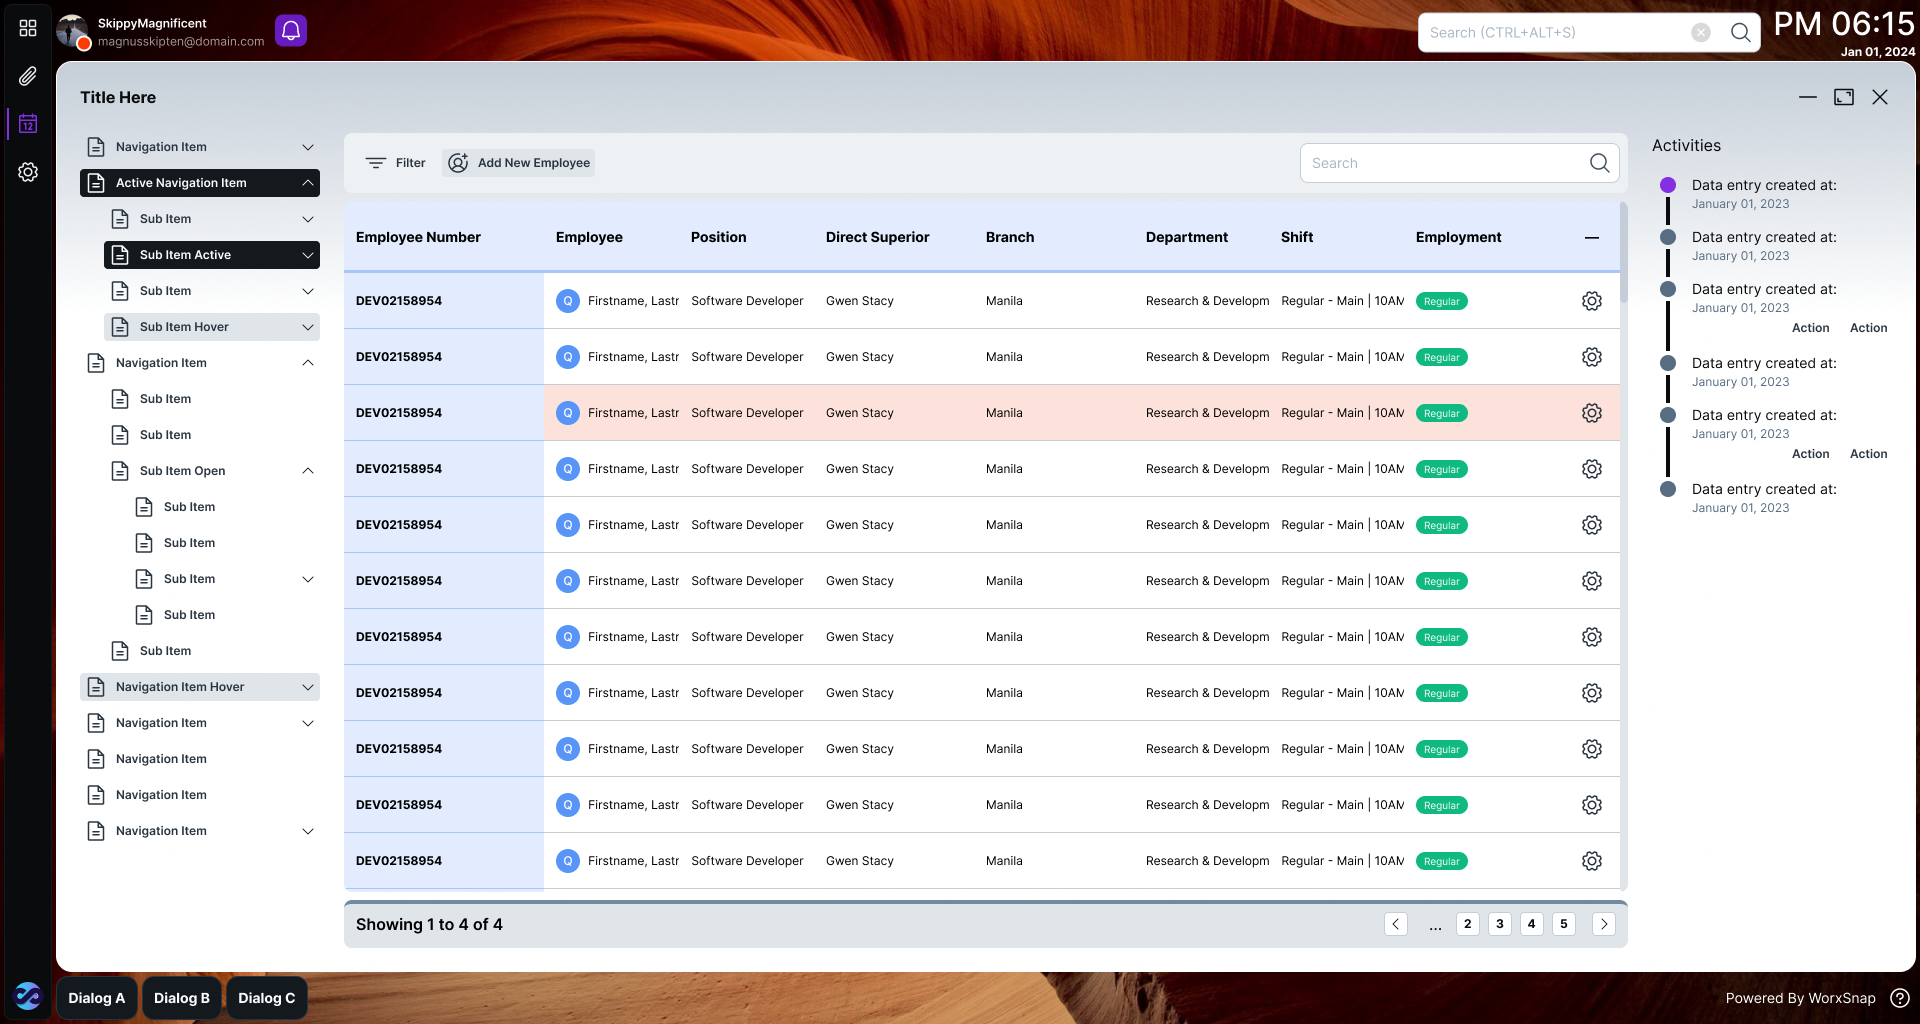 SkippyMagnificent
magnusskipten@domain.com
Search (CTRL+ALT+S)
PM 06:15
Jan 01, 2024
12
Title Here
Navigation Item
Active Navigation Item
Sub Item
Sub Item Active
Sub Item
Sub Item Hover
Navigation Item
Sub Item
Sub Item
Sub Item Open
Sub Item
Sub Item
Sub Item
Sub Item
Sub Item
Navigation Item Hover
Navigation Item
Navigation Item
Navigation Item
Navigation Item
Filter
Add New Employee
Search
Employee Number Employee Position Direct Superior Branch Department Shift Employment
DEV02158954 Q Firstname, Lastr Software Developer Gwen Stacy Manila Research & Developm Regular - Main | 10AM Regular
DEV02158954 Q Firstname, Lastr Software Developer Gwen Stacy Manila Research & Developm Regular - Main | 10AM Regular
DEV02158954 Q Firstname, Lastr Software Developer Gwen Stacy Manila Research & Developm Regular - Main | 10AM Regular
DEV02158954 Q Firstname, Lastr Software Developer Gwen Stacy Manila Research & Developm Regular - Main | 10AM Regular
DEV02158954 Q Firstname, Lastr Software Developer Gwen Stacy Manila Research & Developm Regular - Main | 10AM Regular
DEV02158954 Q Firstname, Lastr Software Developer Gwen Stacy Manila Research & Developm Regular - Main | 10AM Regular
DEV02158954 Q Firstname, Lastr Software Developer Gwen Stacy Manila Research & Developm Regular - Main | 10AM Regular
DEV02158954 Q Firstname, Lastr Software Developer Gwen Stacy Manila Research & Developm Regular - Main | 10AM Regular
DEV02158954 Q Firstname, Lastr Software Developer Gwen Stacy Manila Research & Developm Regular - Main | 10AM Regular
DEV02158954 Q Firstname, Lastr Software Developer Gwen Stacy Manila Research & Developm Regular - Main | 10AM Regular
DEV02158954 Q Firstname, Lastr Software Developer Gwen Stacy Manila Research & Developm Regular - Main | 10AM Regular
Showing 1 to 4 of 4
... 2 3 4 5
Activities
Data entry created at:
January 01, 2023
Data entry created at:
January 01, 2023
Data entry created at:
January 01, 2023
Action Action
Data entry created at:
January 01, 2023
Data entry created at:
January 01, 2023
Action Action
Data entry created at:
January 01, 2023
Dialog A Dialog B Dialog C
Powered By WorxSnap